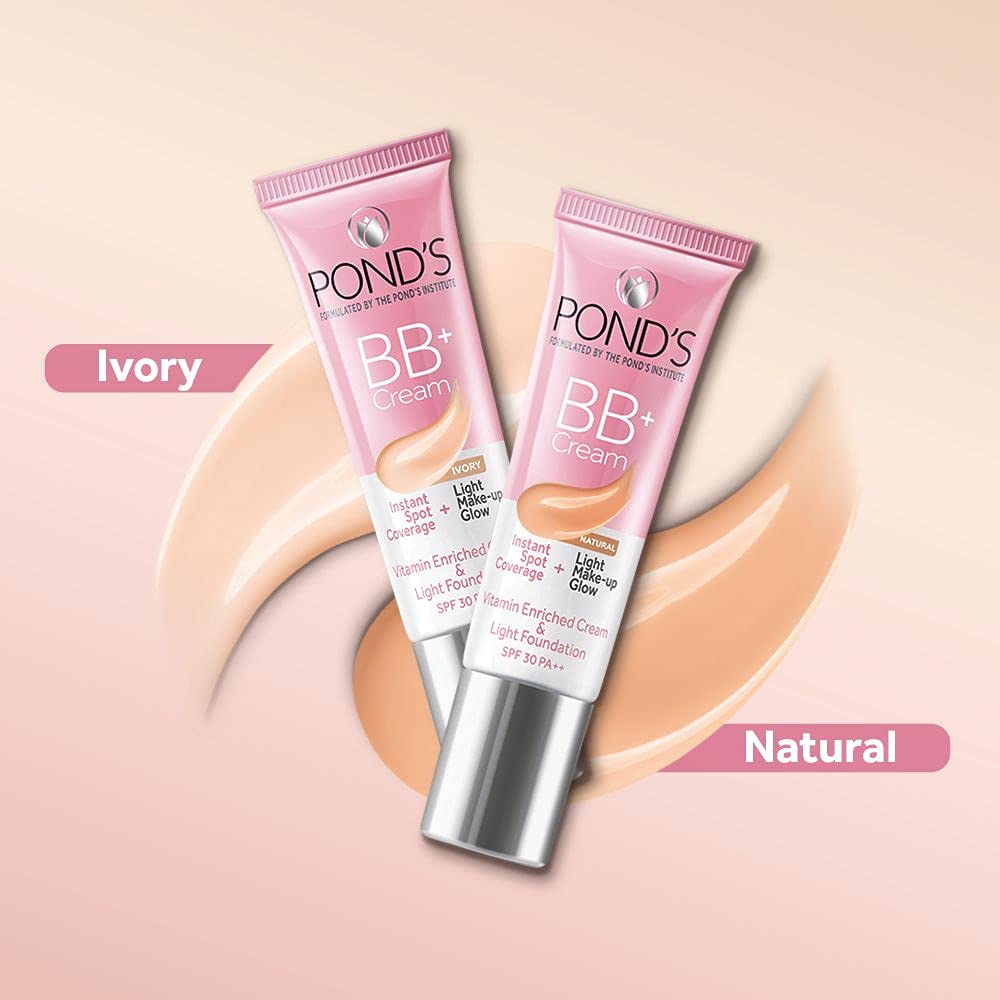 Ivory
POND'S
FORMULATED BY THE POND'S INSTITUTE
BB+
Cream
IVORY
Instant
Spot
Coverage
+
Light
Make-up
Glow
Vitamin Enriched
&
Light
SPF 30
POND'S
FORMULATED BY THE POND'S INSTITUTE
BB+
Cream
NATURAL
Instant
Spot
Coverage
+
Light
Make-up
Glow
Vitamin Enriched Cream
&
Light Foundation
SPF 30 PA++
Natural